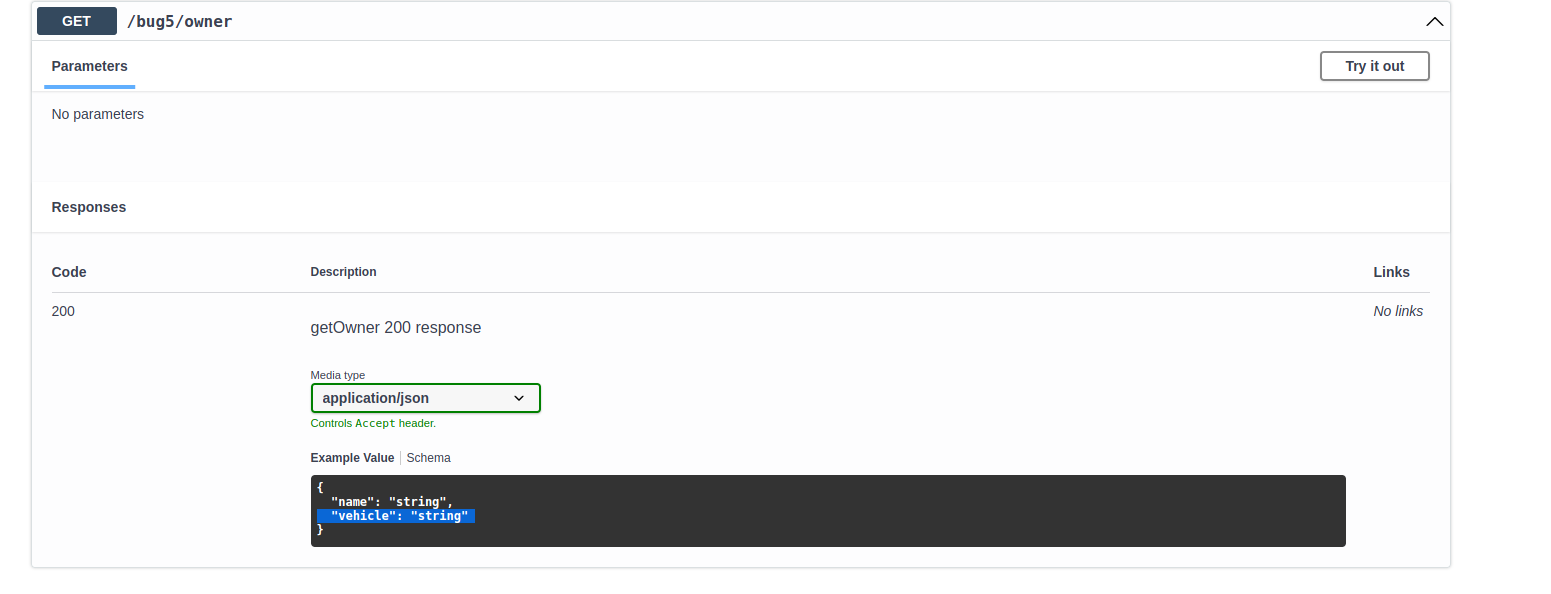 GET /bug5/owner
Parameters
Try it out
No parameters
Responses
Code Description Links
200 No links
getOwner 200 response
Media type
application/json
Controls Accept header.
Example Value Schema
{
"name": "string",
"vehicle": "string"
}